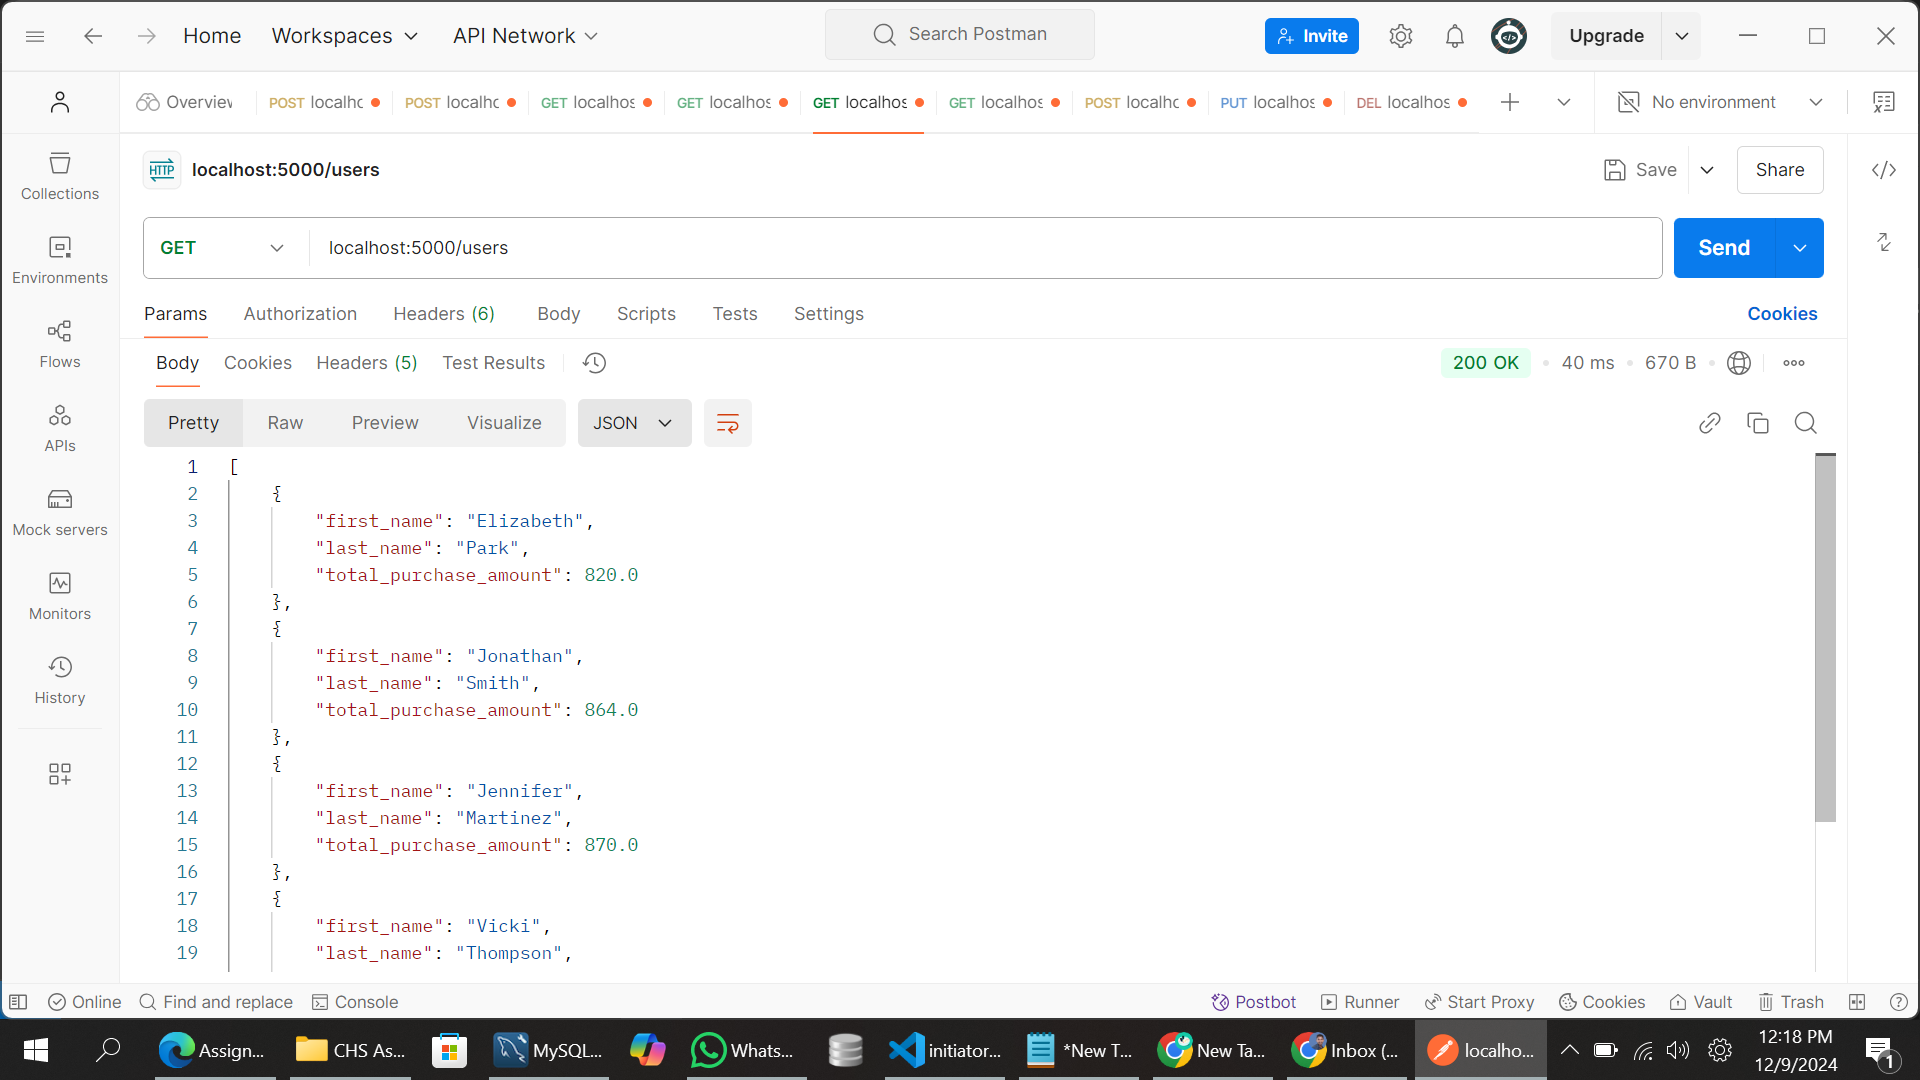 Home Workspaces API Network Search Postman Invite Upgrade
Overview POST localhc POST localhc GET localhos GET localhos GET localhos GET localhos POST localhc PUT localhos DEL localhos No environment
HTTP localhost:5000/users Save Share
GET localhost:5000/users Send
Params Authorization Headers (6) Body Scripts Tests Settings Cookies
Body Cookies Headers (5) Test Results 200 OK 40 ms 670 B
Pretty Raw Preview Visualize JSON
Collections
Environments
Flows
APIs
Mock servers
Monitors
History
1 [
2 {
3 "first_name": "Elizabeth",
4 "last_name": "Park",
5 "total_purchase_amount": 820.0
6 },
7 {
8 "first_name": "Jonathan",
9 "last_name": "Smith",
10 "total_purchase_amount": 864.0
11 },
12 {
13 "first_name": "Jennifer",
14 "last_name": "Martinez",
15 "total_purchase_amount": 870.0
16 },
17 {
18 "first_name": "Vicki",
19 "last_name": "Thompson",
Online Find and replace Console Postbot Runner Start Proxy Cookies Vault Trash
Assign... CHS As... MySQL... Whats... initiator... *New T... New Ta... Inbox (... localho... 12:18 PM
12/9/2024 1